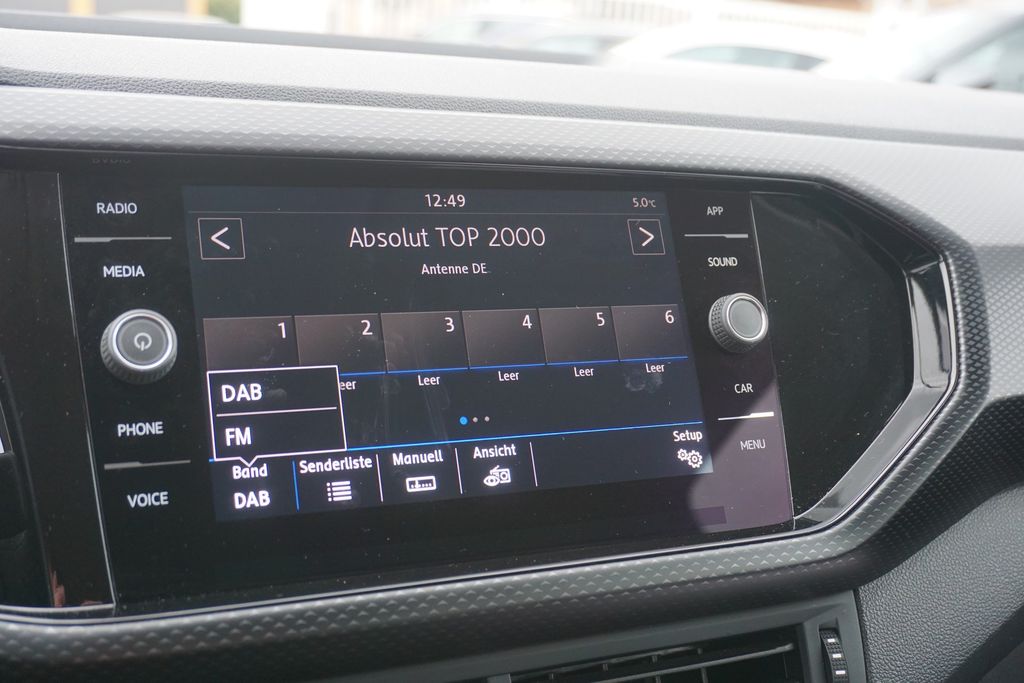 RADIO
MEDIA
PHONE
VOICE
12:49
5.0°C
<
Absolut TOP 2000
>
Antenne DE
1
2
3
4
5
6
Leer
Leer
Leer
Leer
DAB
FM
Band
DAB
Senderliste
Manuell
Ansicht
Setup
APP
SOUND
CAR
MENU